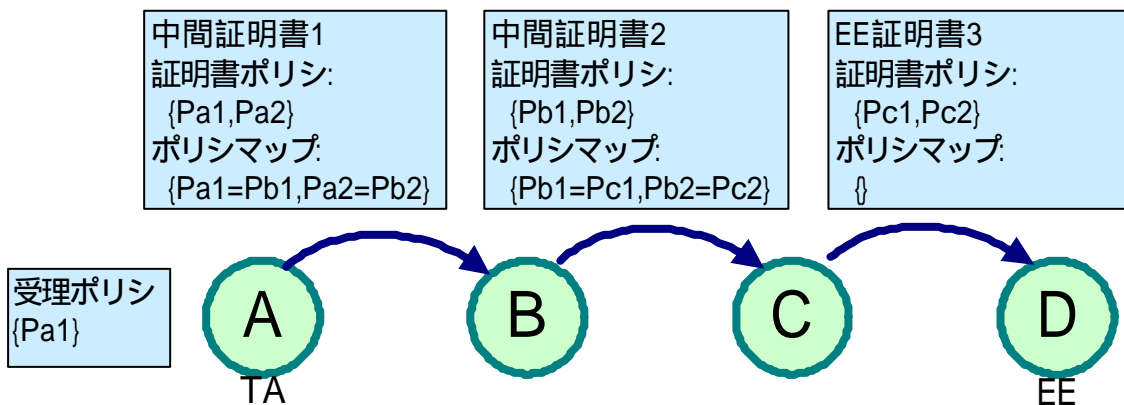 中間証明書1
証明書ポリシ:
{Pa1,Pa2}
ポリシマップ:
{Pa1=Pb1,Pa2=Pb2}
中間証明書2
証明書ポリシ:
{Pb1,Pb2}
ポリシマップ:
{Pb1=Pc1,Pb2=Pc2}
EE証明書3
証明書ポリシ:
{Pc1,Pc2}
ポリシマップ:
{}
受理ポリシ
{Pa1}
A
B
C
D
TA
EE